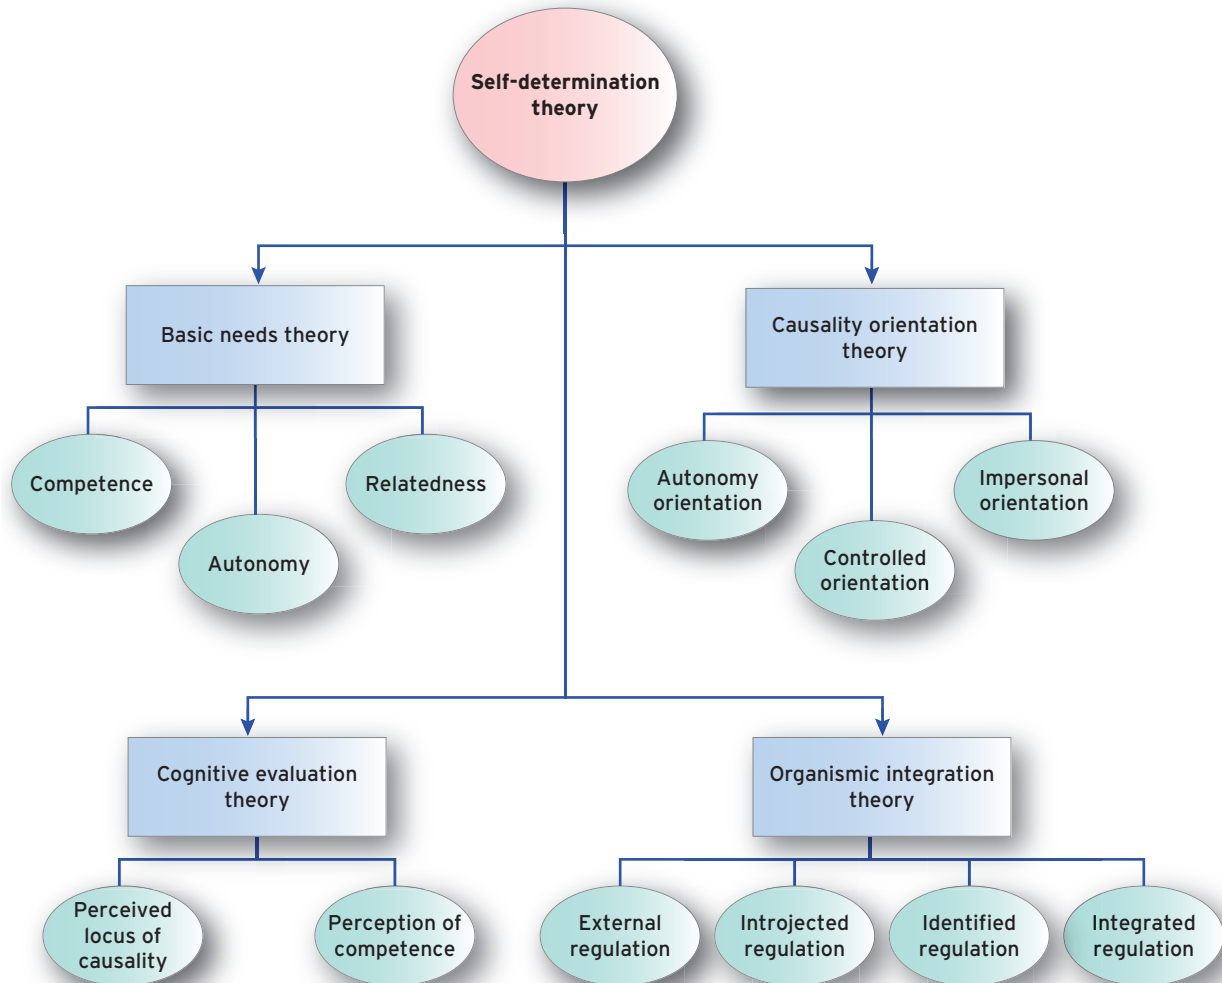 Self-determination
theory
Basic needs theory
Causality orientation
theory
Competence
Autonomy
Relatedness
Autonomy
orientation
Controlled
orientation
Impersonal
orientation
Cognitive evaluation
theory
Organismic integration
theory
Perceived
locus of
causality
Perception of
competence
External
regulation
Introjected
regulation
Identified
regulation
Integrated
regulation